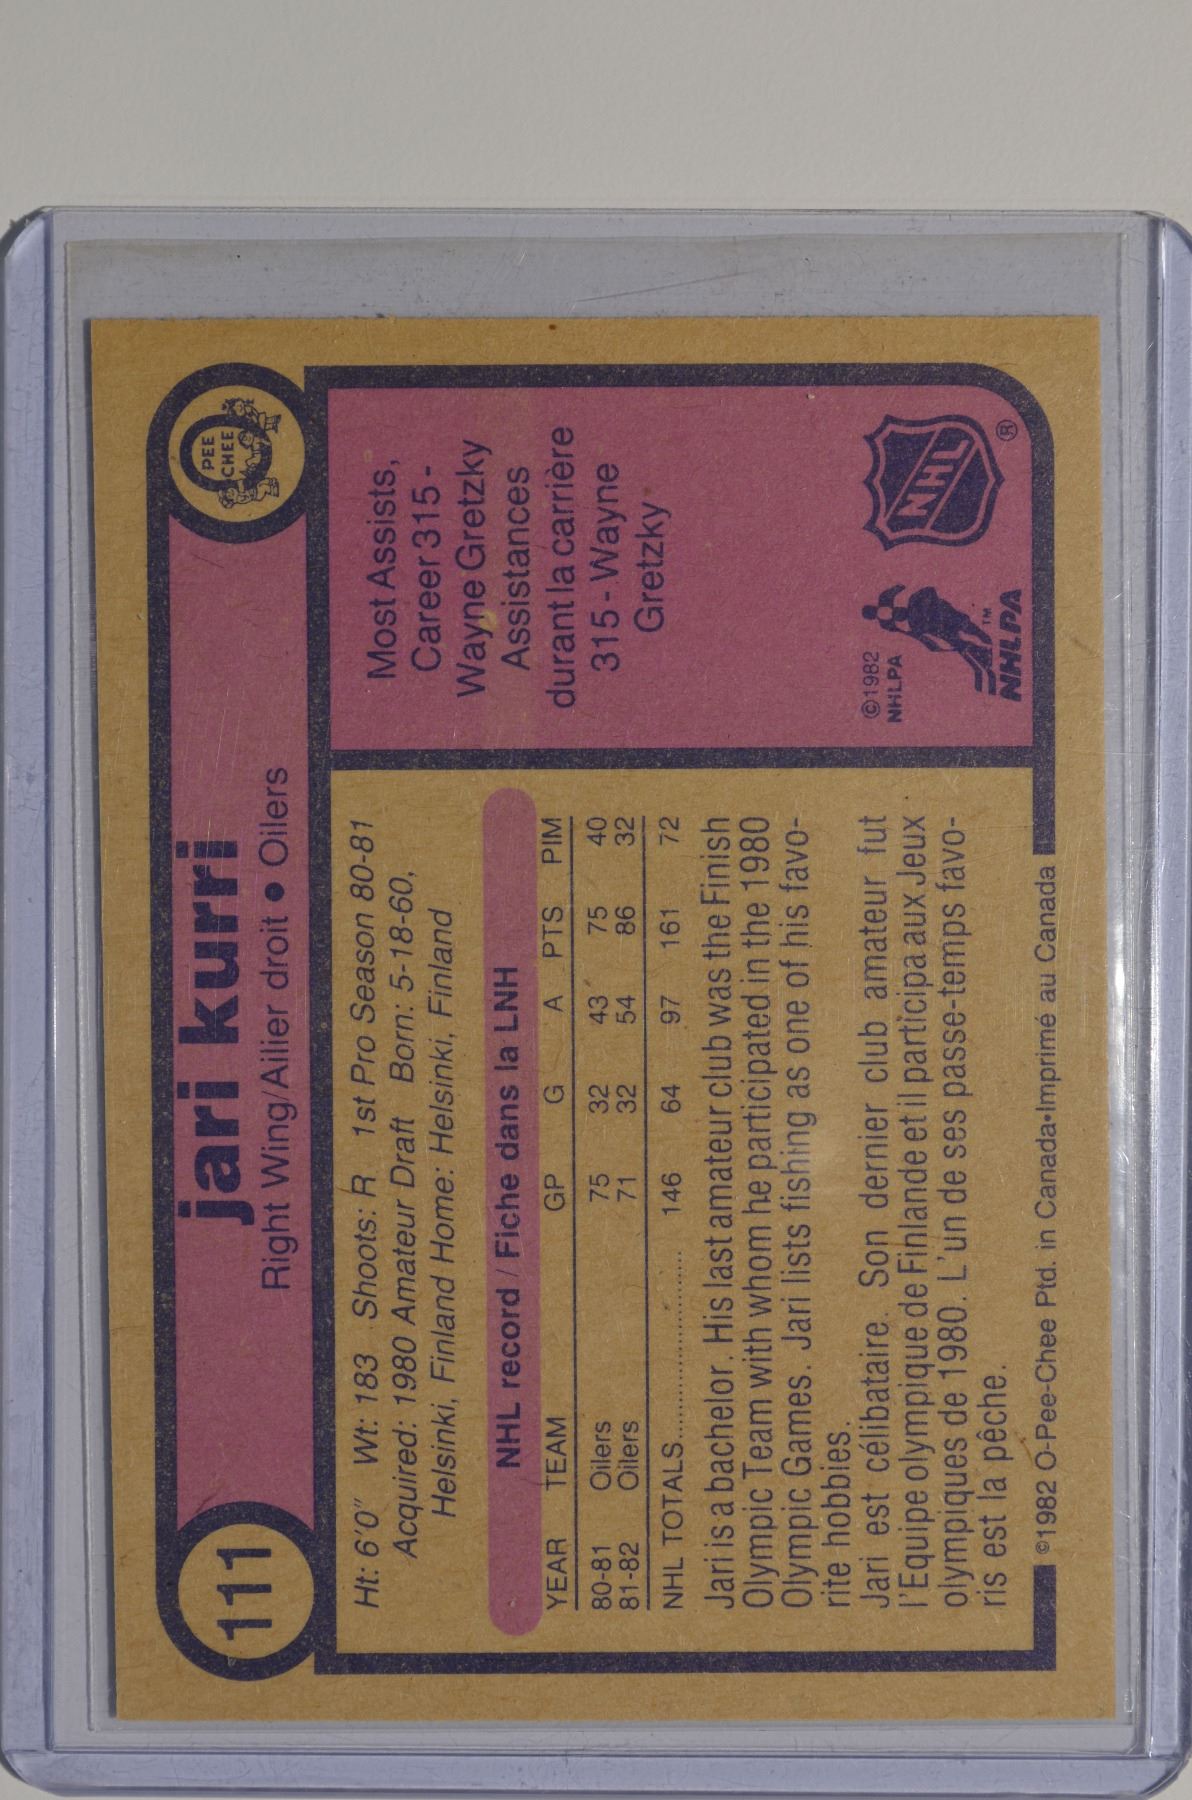 111
jari kurri
Right Wing/Ailier droit • Oilers
PEE
CHEE
Ht: 6'0" Wt: 183 Shoots: R 1st Pro Season 80-81
Acquired: 1980 Amateur Draft Born: 5-18-60,
Helsinki, Finland Home: Helsinki, Finland
NHL record / Fiche dans la LNH
YEAR TEAM GP G A PTS PIM
80-81 Oilers 75 32 43 75 40
81-82 Oilers 71 32 54 86 32
NHL TOTALS.......................... 146 64 97 161 72
Jari is a bachelor. His last amateur club was the Finish
Olympic Team with whom he participated in the 1980
Olympic Games. Jari lists fishing as one of his favo-
rite hobbies.
Jari est célibataire. Son dernier club amateur fut
l'Equipe olympique de Finlande et il participa aux Jeux
olympiques de 1980. L'un de ses passe-temps favo-
ris est la pêche.
©1982 O-Pee-Chee Ptd. in Canada•Imprimé au Canada
Most Assists,
Career 315 -
Wayne Gretzky
Assistances
durant la carrière
315 - Wayne
Gretzky
©1982
NHLPA
NHLPA
TM
NHL
®